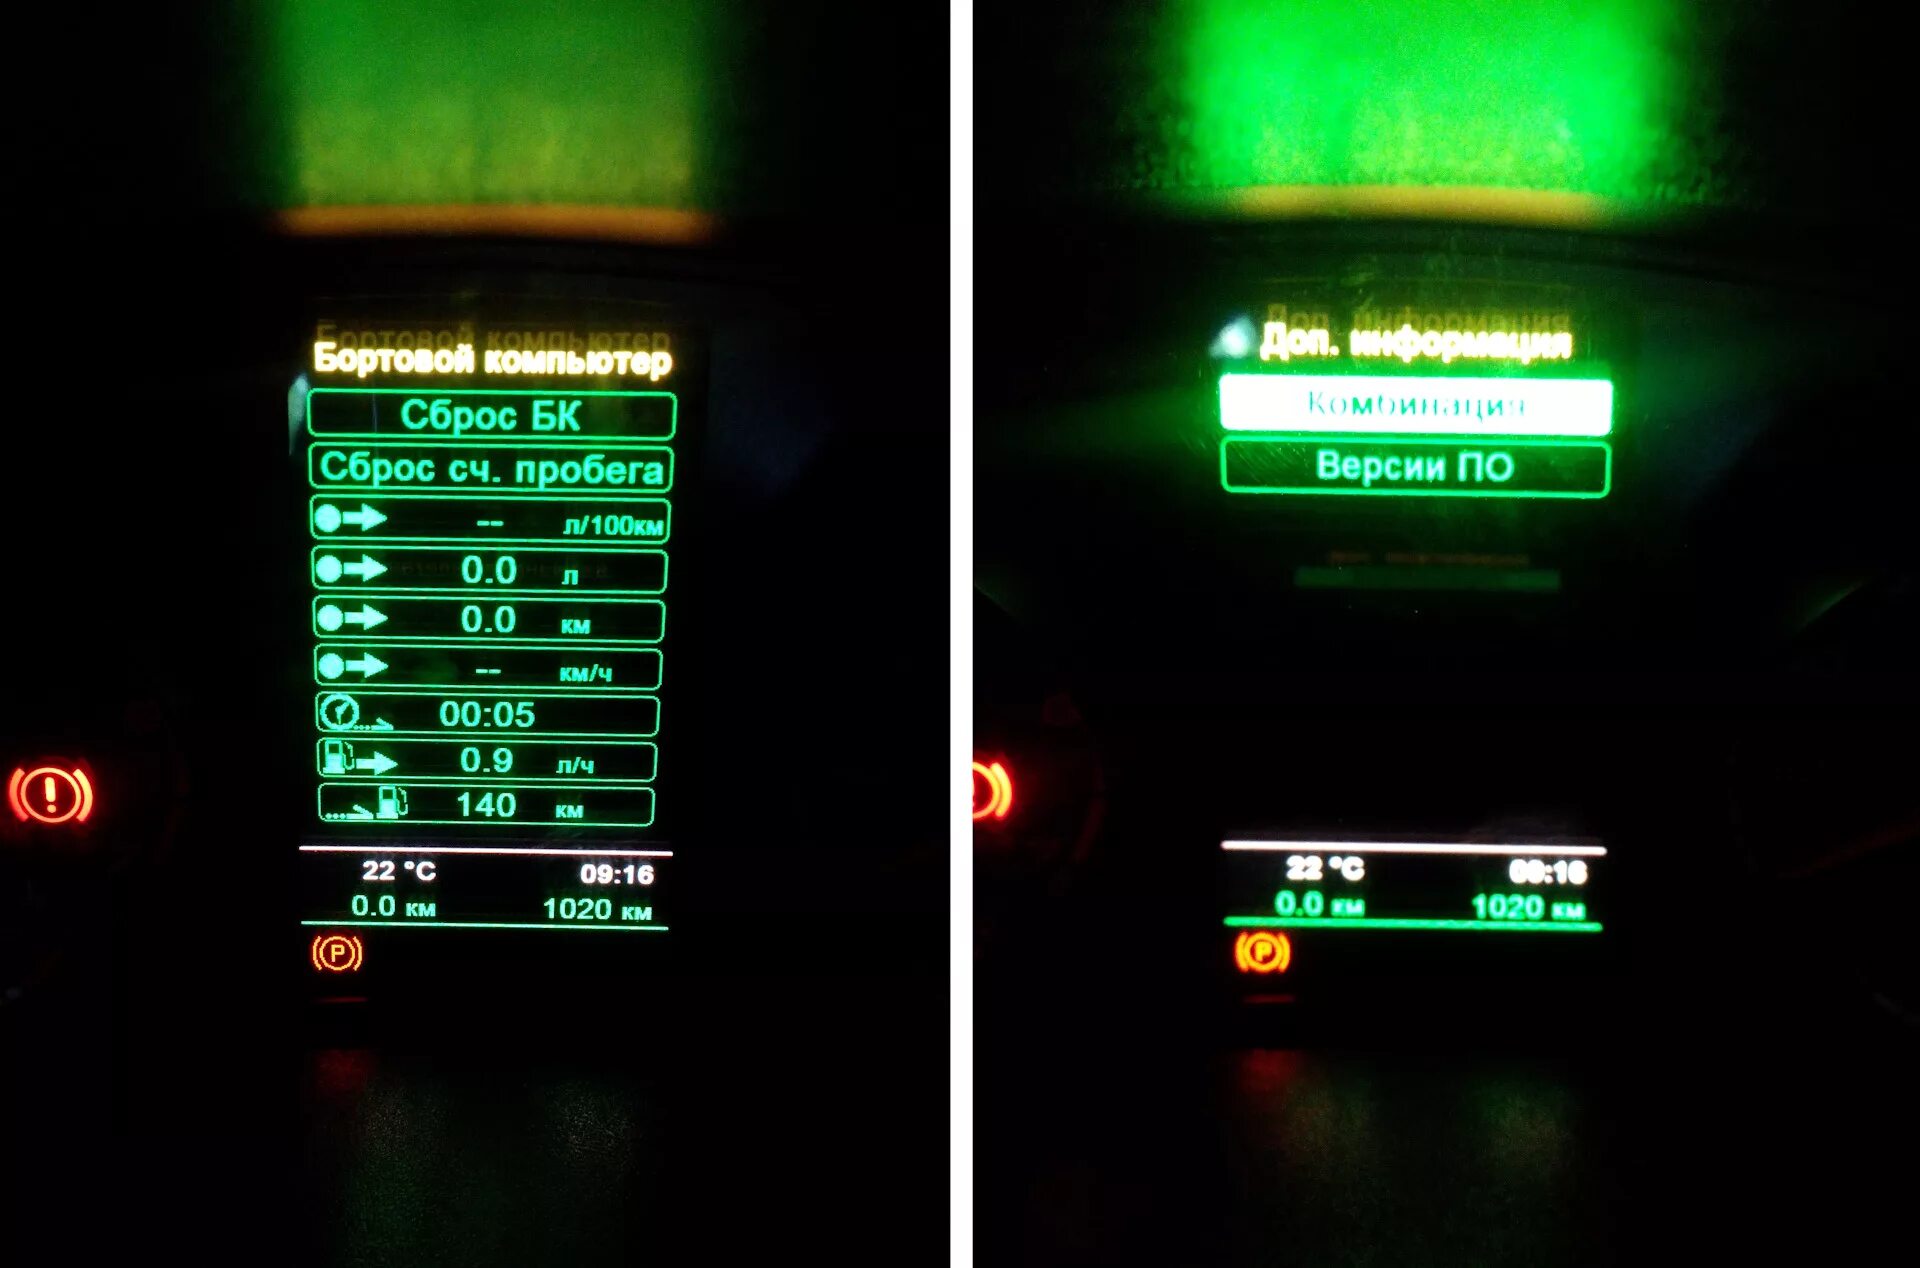 Бортовой компьютер
Сброс БК
Сброс сч. пробега
-- л/100км
0.0 л
0.0 км
-- км/ч
00:05
0.9 л/ч
140 км
22 °C 09:16
0.0 км 1020 км
P
Доп. информация
Комбинация
Версии ПО
22 °C 09:16
0.0 км 1020 км
P